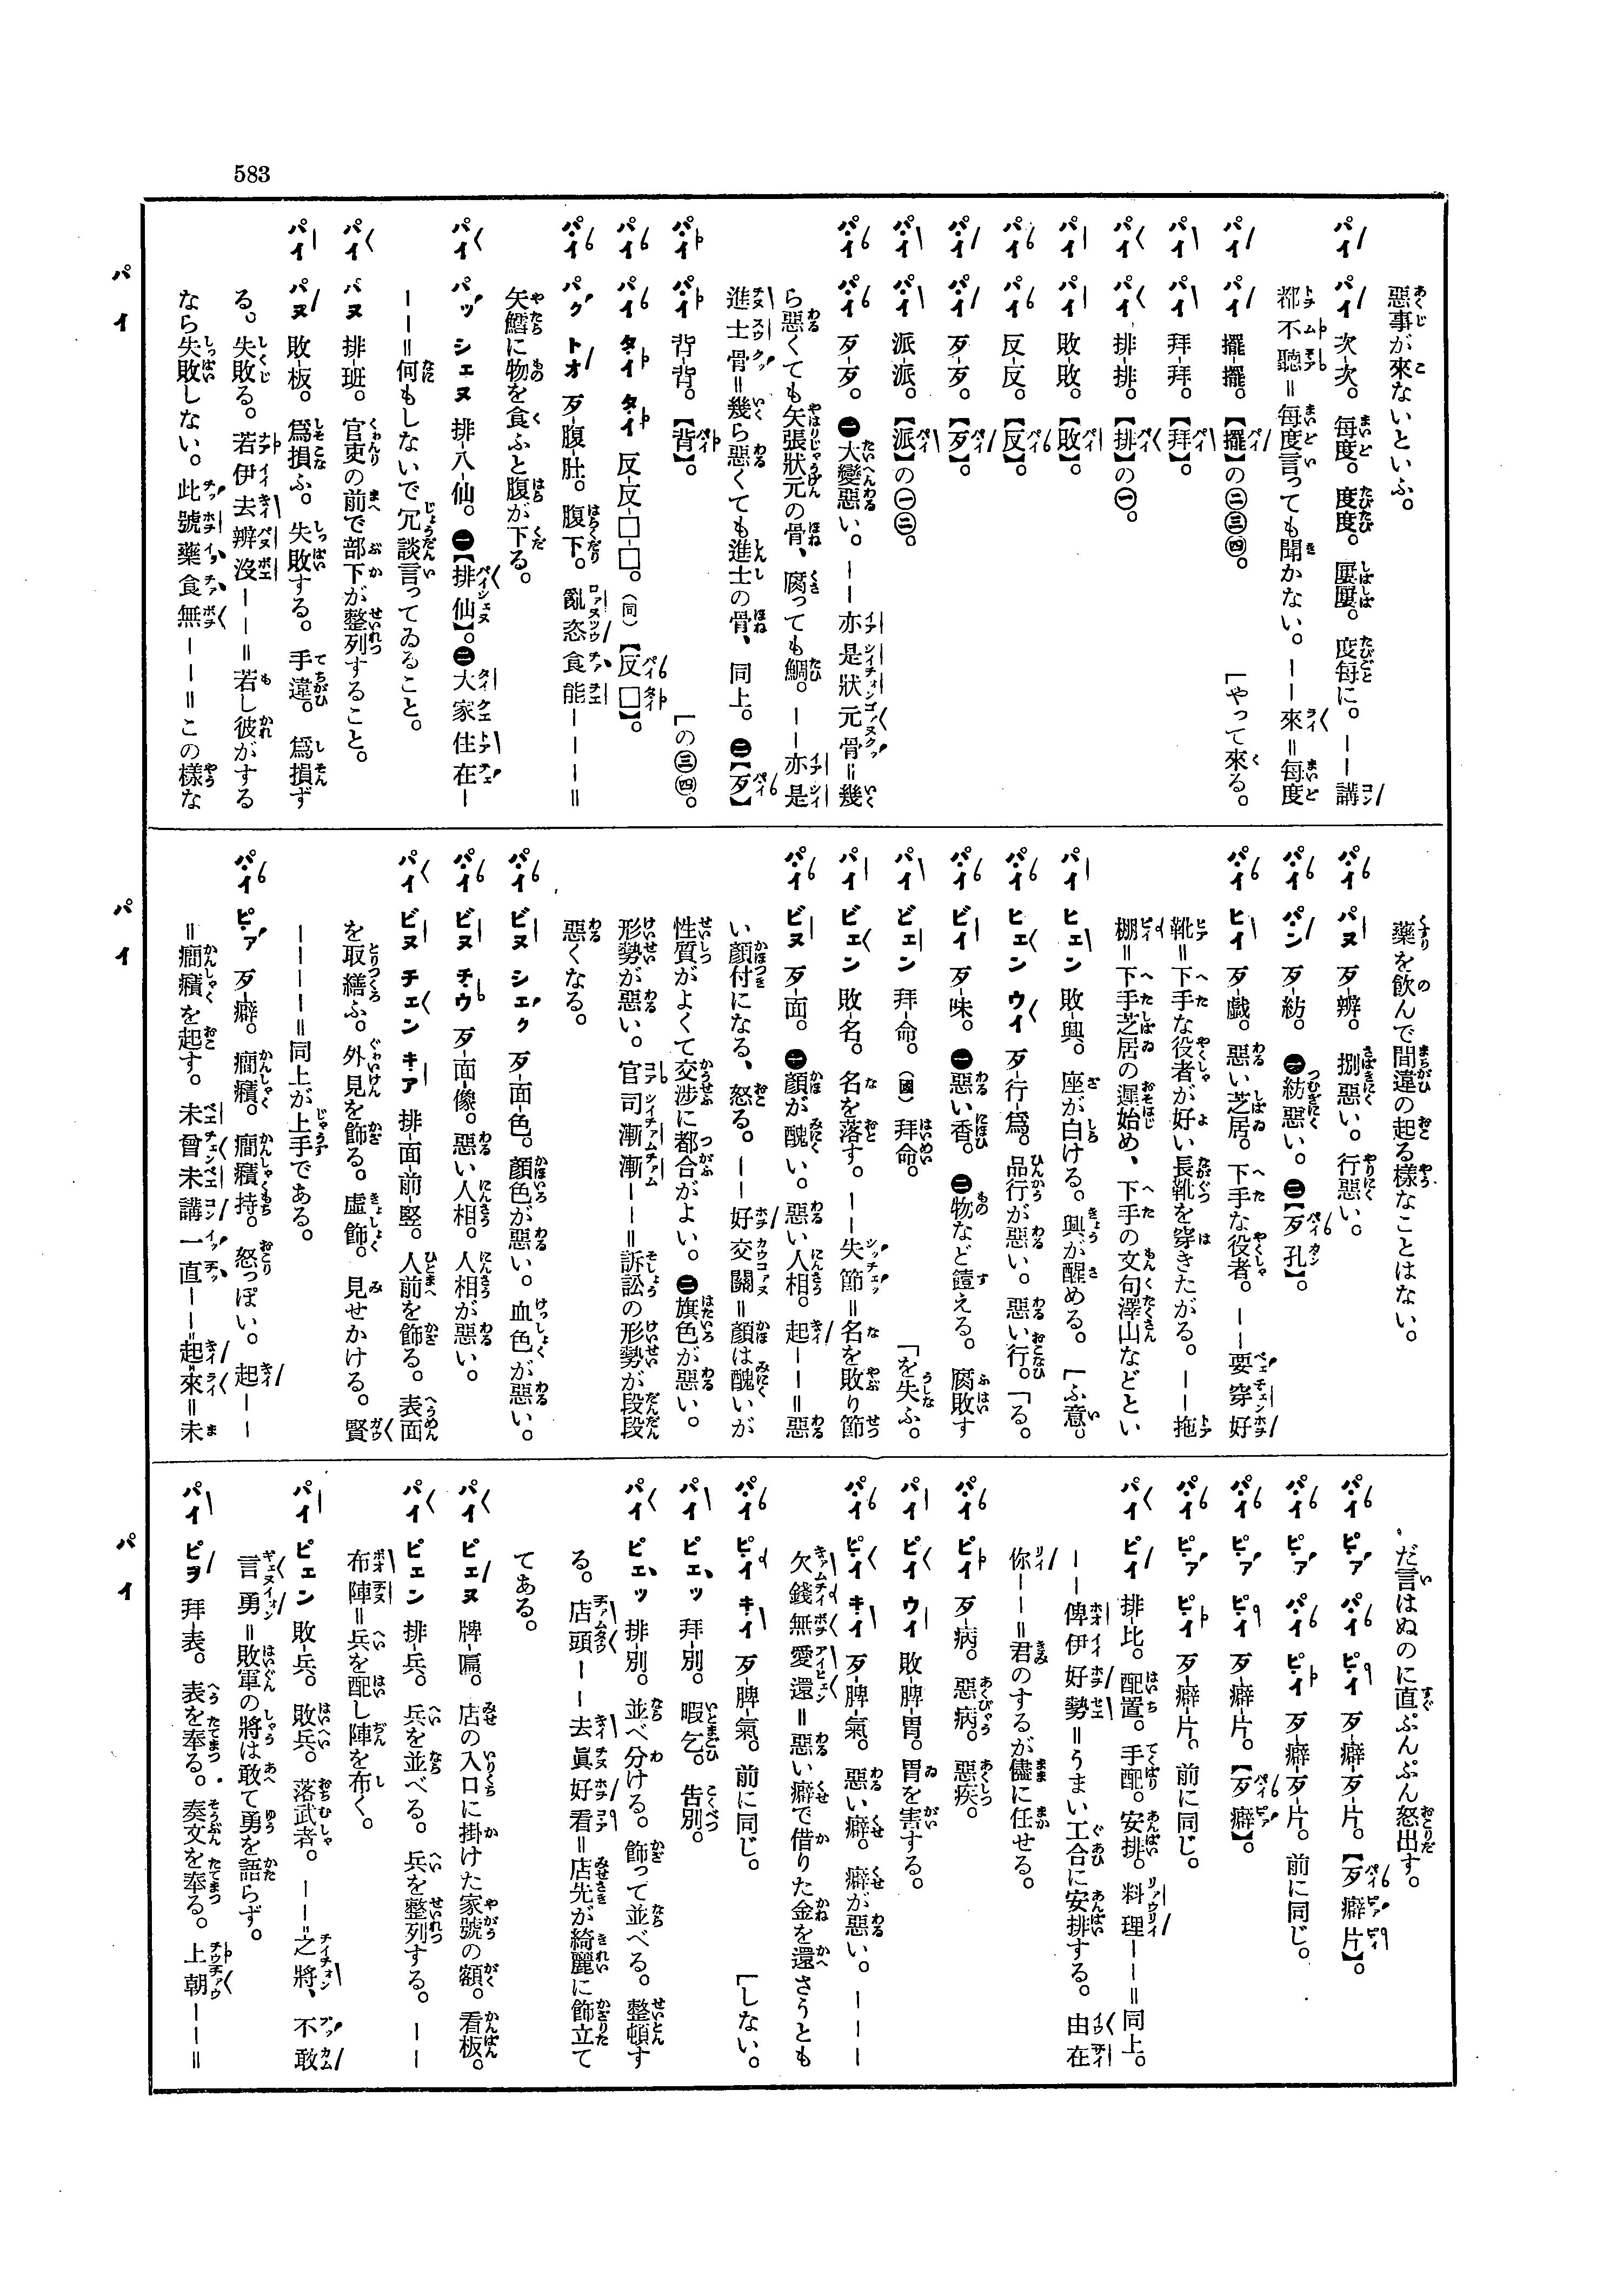 583
惡事が來ないといふ。
パイ パイ 次-次。每度。度度。屢屢。度每に。——講
都不聽=每度言っても聞かない。——來=每度
「やって來る。
パイ パイ 擺-擺。【擺】の㊁㊂㊃。
パイ パイ 拜-拜。【拜】。
パイ パイ 排-排。【排】の㊀。
パイ パイ 敗-敗。【敗】。
パイ パイ 反-反。【反】。
パイ パイ 歹-歹。【歹】。
パイ パイ 派-派。【派】の㊀㊁。
パイ パイ 歹-歹。㊀大變惡い。——亦是狀元骨=幾
ら惡くても矢張狀元の骨、腐っても鯛。——亦是
進士骨=幾ら惡くても進士の骨、同上。㊁【歹】
「の㊂㊃。
パイ パイ 背-背。【背】。
パイ パイ タイ タイ 反-反-□-□。(同)【反□】。
パイ パク トオ 歹-腹-肚。腹下。亂恣食能———=
矢鱈に物を食ふと腹が下る。
パイ パッ シェヌ 排-八-仙。㊀【排仙】。㊁大家住在—
——=何もしないで冗談言ってゐること。
パイ バヌ 排-班。官吏の前で部下が整列すること。
パイ パヌ 敗-板。爲損ふ。失敗する。手違。爲損ず
る。失敗る。若伊去辨沒——=若し彼がする
なら失敗しない。此號藥食無——=この樣な
藥を飮んで間違の起る樣なことはない。
パイ パヌ 歹-辨。捌惡い。行惡い。
パイ パン 歹-紡。㊀紡惡い。㊁【歹孔】。
パイ ヒイ 歹-戲。惡い芝居。下手な役者。——要穿好
靴=下手な役者が好い長靴を穿きたがる。——拖
棚=下手芝居の遲始め、下手の文句澤山などとい
「ふ意。
パイ ヒェン 敗-興。座が白ける。興が醒める。
パイ ヒェン ウイ 歹-行-爲。品行が惡い。惡い行。
「る。
パイ ビイ 歹-味。㊀惡い香。㊁物など饐える。腐敗す
パイ ビェン 拜-命。(國)拜命。
「を失ふ。
パイ ビェン 敗-名。名を落す。——失節=名を敗り節
パイ ビヌ 歹-面。㊀顏が醜い。惡い人相。起——=惡
い顏付になる、怒る。——好交關=顏は醜いが
性質がよくて交涉に都合がよい。㊁旗色が惡い。
形勢が惡い。官司漸漸——=訴訟の形勢が段段
惡くなる。
パイ ビヌ シェク 歹-面-色。顏色が惡い。血色が惡い。
パイ ビヌ チウ 歹-面-像。惡い人相。人相が惡い。
パイ ビヌ チェン キア 排-面-前-竪。人前を飾る。表面
を取繕ふ。外見を飾る。虛飾。見せかける。賢
————=同上が上手である。
パイ ピア 歹-癖。癎癪。癎癪持。怒っぽい。起——
=癎癪を起す。未曾未講一直——起來=未
だ言はぬのに直ぷんぷん怒出す。
パイ ピア パイ ピイ 歹-癖-歹-片。【歹癖片】。
パイ ピア パイ ピイ 歹-癖-歹-片。前に同じ。
パイ ピア ピイ 歹-癖-片。【歹癖】。
パイ ピア ピイ 歹-癖-片。前に同じ。
パイ ピイ 排-比。配置。手配。安排。料理——=同上。
——俾伊好勢=うまい工合に安排する。由在
你——=君のするが儘に任せる。
パイ ピイ 歹-病。惡病。惡疾。
パイ ピイ ウイ 敗-脾-胃。胃を害する。
パイ ピイ キイ 歹-脾-氣。惡い癖。癖が惡い。———
欠錢無愛還=惡い癖で借りた金を還さうとも
「しない。
パイ ピイ キイ 歹-脾-氣。前に同じ。
パイ ピェッ 拜-別。暇乞。告別。
パイ ピェッ 排-別。並べ分ける。飾って並べる。整頓す
る。店頭——去眞好看=店先が綺麗に飾立て
てある。
パイ ピェヌ 牌-匾。店の入口に掛けた家號の額。看板。
パイ ピェン 排-兵。兵を並べる。兵を整列する。——
布陣=兵を配し陣を布く。
パイ ピェン 敗-兵。敗兵。落武者。——之將、不敢
言勇=敗軍の將は敢て勇を語らず。
パイ ピヲ 拜-表。表を奉る。奏文を奉る。上朝——=
パイ
パイ
パイ